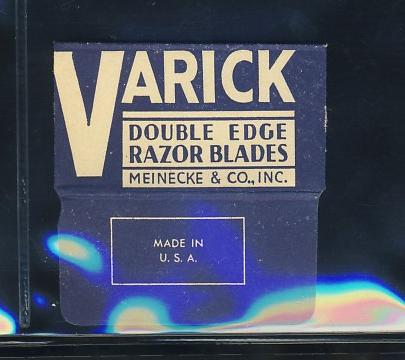 VARICK
DOUBLE EDGE
RAZOR BLADES
MEINECKE & CO., INC.
MADE IN
U. S. A.